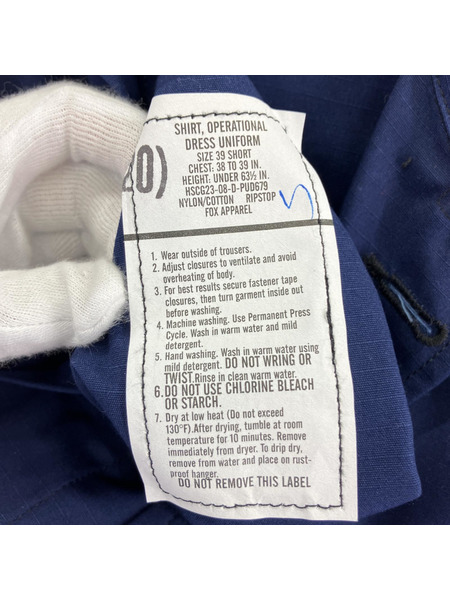 SHIRT, OPERATIONAL
DRESS UNIFORM
SIZE 39 SHORT
CHEST: 38 TO 39 IN.
HEIGHT: UNDER 63½ IN.
HSCG23-08-D-PUD679
NYLON/COTTON RIPSTOP
FOX APPAREL
20)
1. Wear outside of trousers.
2. Adjust closures to ventilate and avoid
overheating of body.
3. For best results secure fastener tape
closures, then turn garment inside out
before washing.
4. Machine washing. Use Permanent Press
Cycle. Wash in warm water and mild
detergent.
5. Hand washing. Wash in warm water using
mild detergent. DO NOT WRING OR
TWIST.Rinse in clean warm water.
6.DO NOT USE CHLORINE BLEACH
OR STARCH.
7. Dry at low heat (Do not exceed
130°F).After drying, tumble at room
temperature for 10 minutes. Remove
immediately from dryer. To drip dry,
remove from water and place on rust-
proof hanger.
DO NOT REMOVE THIS LABEL